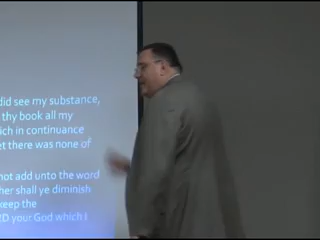 did see my substance,
thy book all my
ich in continuance
et there was none of
not add unto the word
her shall ye diminish
keep the
RD your God which I